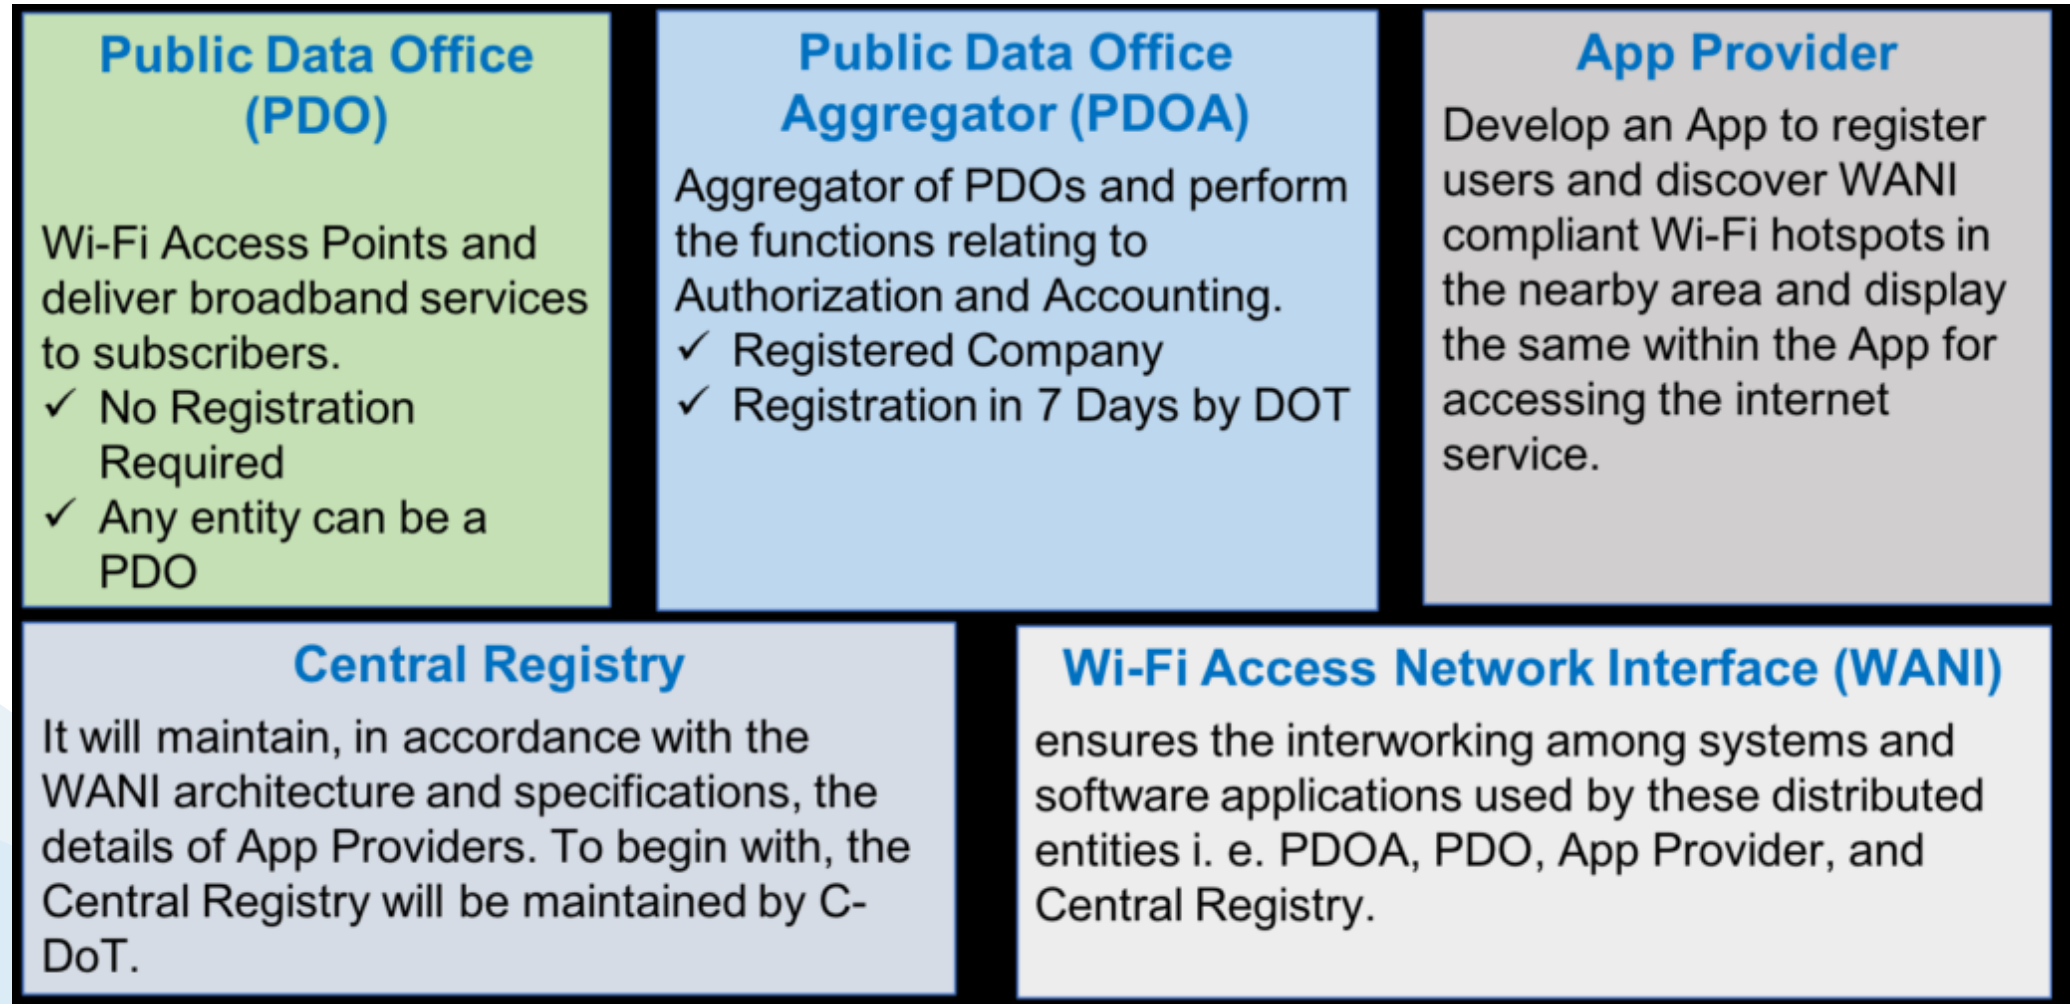 Public Data Office
(PDO)
Wi-Fi Access Points and
deliver broadband services
to subscribers.
✓ No Registration
Required
✓ Any entity can be a
PDO
Public Data Office
Aggregator (PDOA)
Aggregator of PDOs and perform
the functions relating to
Authorization and Accounting.
✓ Registered Company
✓ Registration in 7 Days by DOT
App Provider
Develop an App to register
users and discover WANI
compliant Wi-Fi hotspots in
the nearby area and display
the same within the App for
accessing the internet
service.
Central Registry
It will maintain, in accordance with the
WANI architecture and specifications, the
details of App Providers. To begin with, the
Central Registry will be maintained by C-
DoT.
Wi-Fi Access Network Interface (WANI)
ensures the interworking among systems and
software applications used by these distributed
entities i. e. PDOA, PDO, App Provider, and
Central Registry.